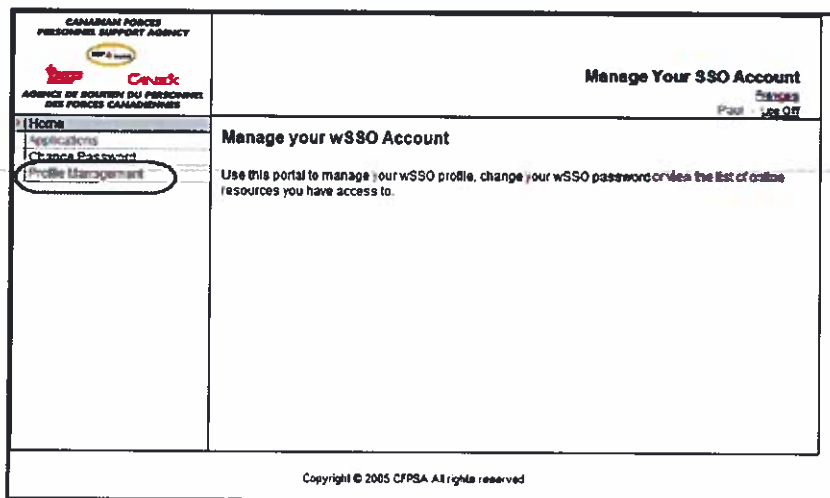 CANADIAN FORCES
PERSONNEL SUPPORT AGENCY
Canada
AGENCE DE SOUTIEN DU PERSONNEL
DES FORCES CANADIENNES
Manage Your SSO Account
Français
Paul - Log Off
Home
Applications
Change Password
Profile Management
Manage your wSSO Account
Use this portal to manage your wSSO profile, change your wSSO password or view the list of online
resources you have access to.
Copyright © 2005 CFPSA All rights reserved